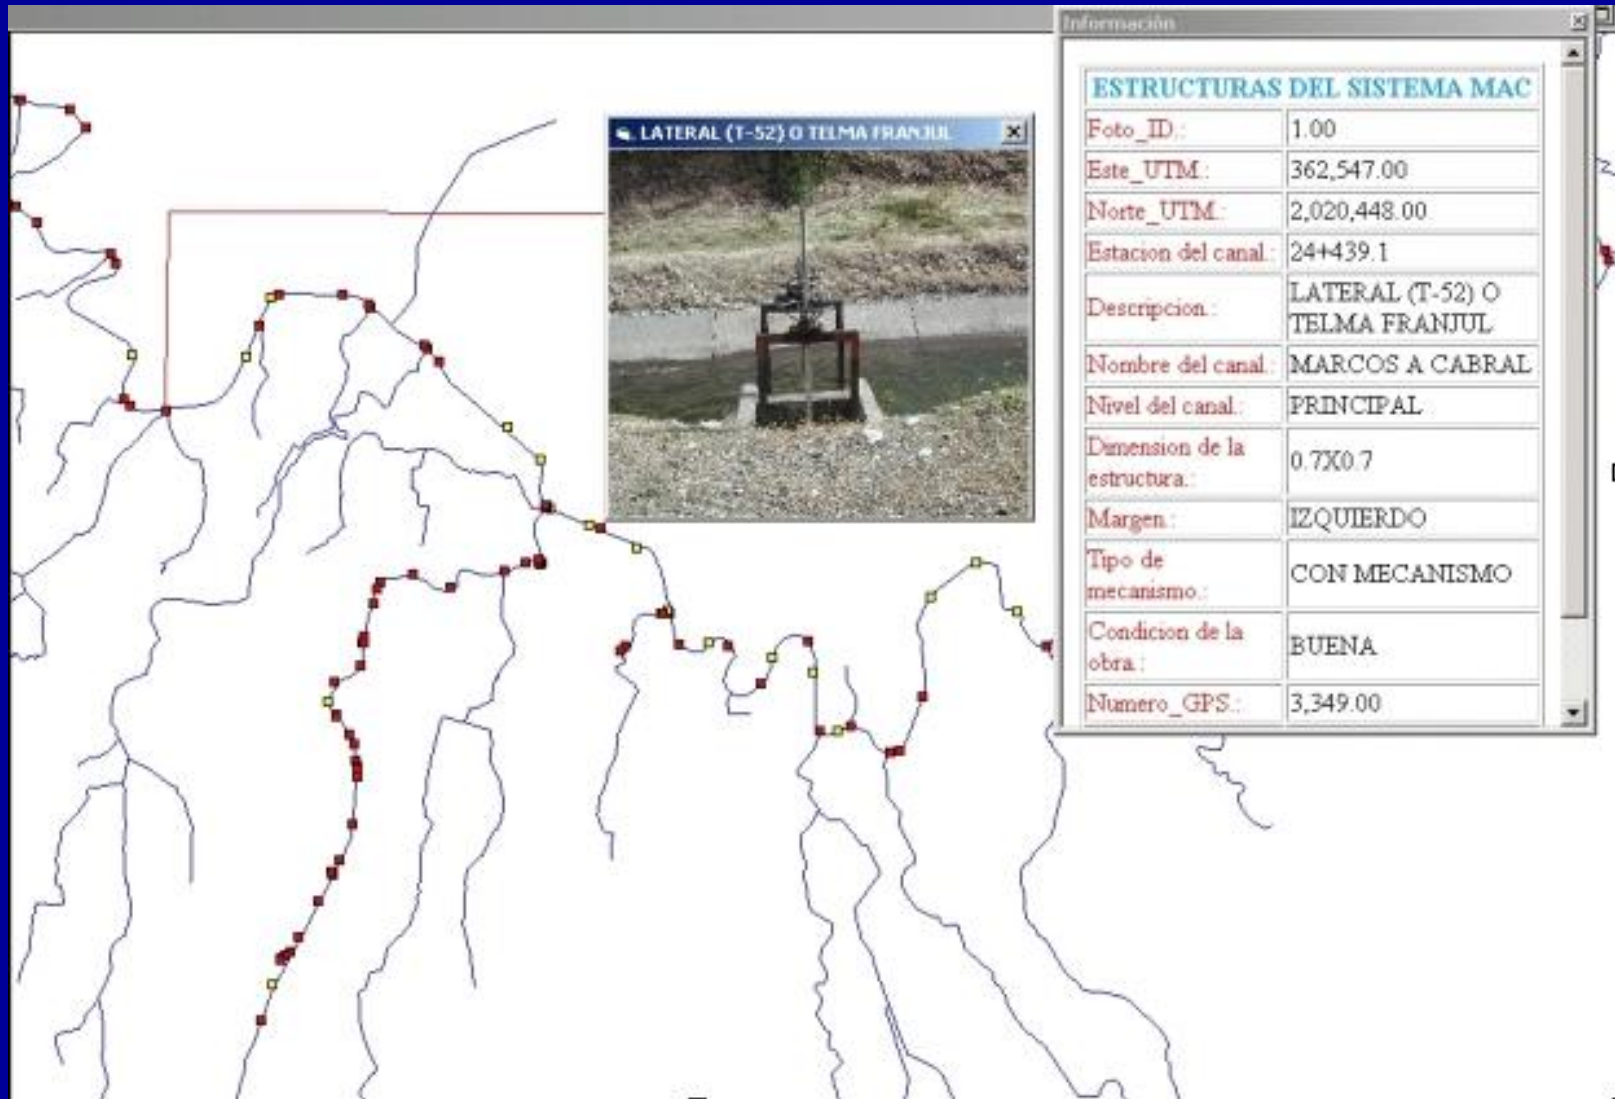 Información
ESTRUCTURAS DEL SISTEMA MAC
Foto_ID.: 1.00
Este_UTM.: 362,547.00
Norte_UTM.: 2,020,448.00
Estacion del canal.: 24+439.1
Descripcion.: LATERAL (T-52) O
TELMA FRANJUL
Nombre del canal.: MARCOS A CABRAL
Nivel del canal.: PRINCIPAL
Dimension de la
estructura.: 0.7X0.7
Margen.: IZQUIERDO
Tipo de
mecanismo.: CON MECANISMO
Condicion de la
obra.: BUENA
Numero_GPS.: 3,349.00
LATERAL (T-52) O TELMA FRANJUL